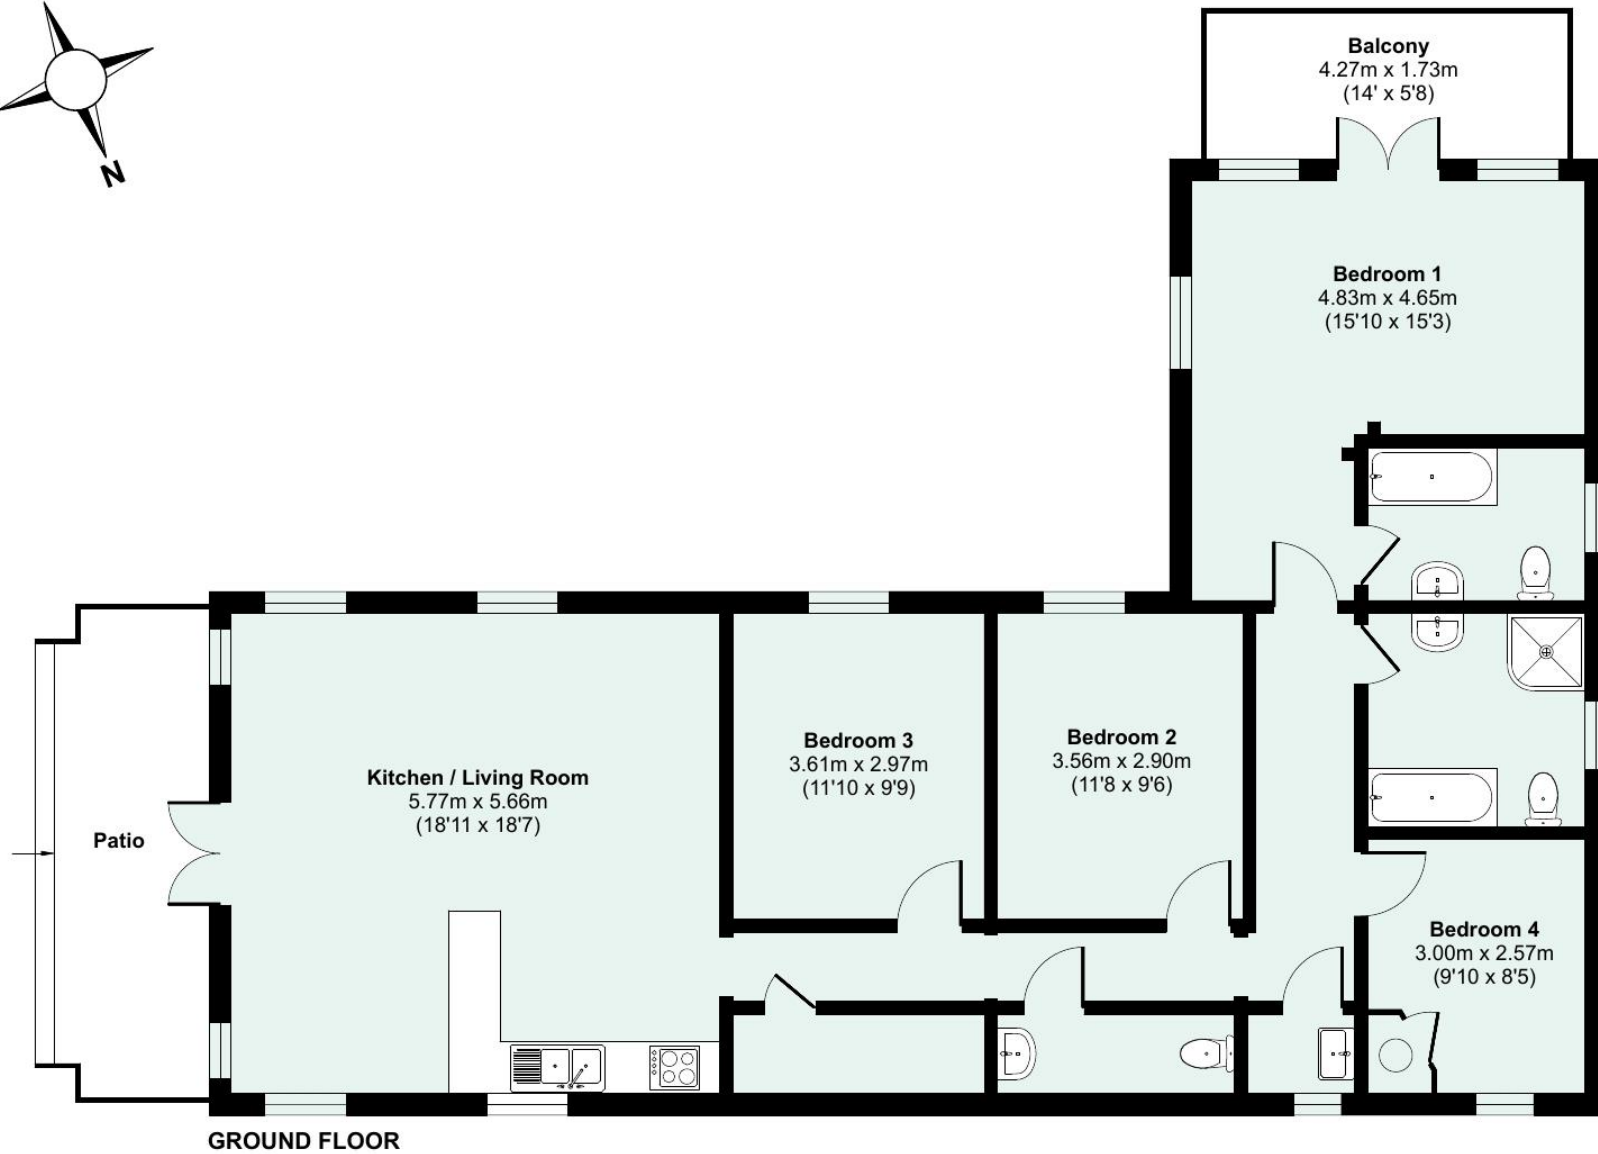 N
Balcony
4.27m x 1.73m
(14' x 5'8)
Bedroom 1
4.83m x 4.65m
(15'10 x 15'3)
Bedroom 3
3.61m x 2.97m
(11'10 x 9'9)
Bedroom 2
3.56m x 2.90m
(11'8 x 9'6)
Kitchen / Living Room
5.77m x 5.66m
(18'11 x 18'7)
Patio
Bedroom 4
3.00m x 2.57m
(9'10 x 8'5)
GROUND FLOOR